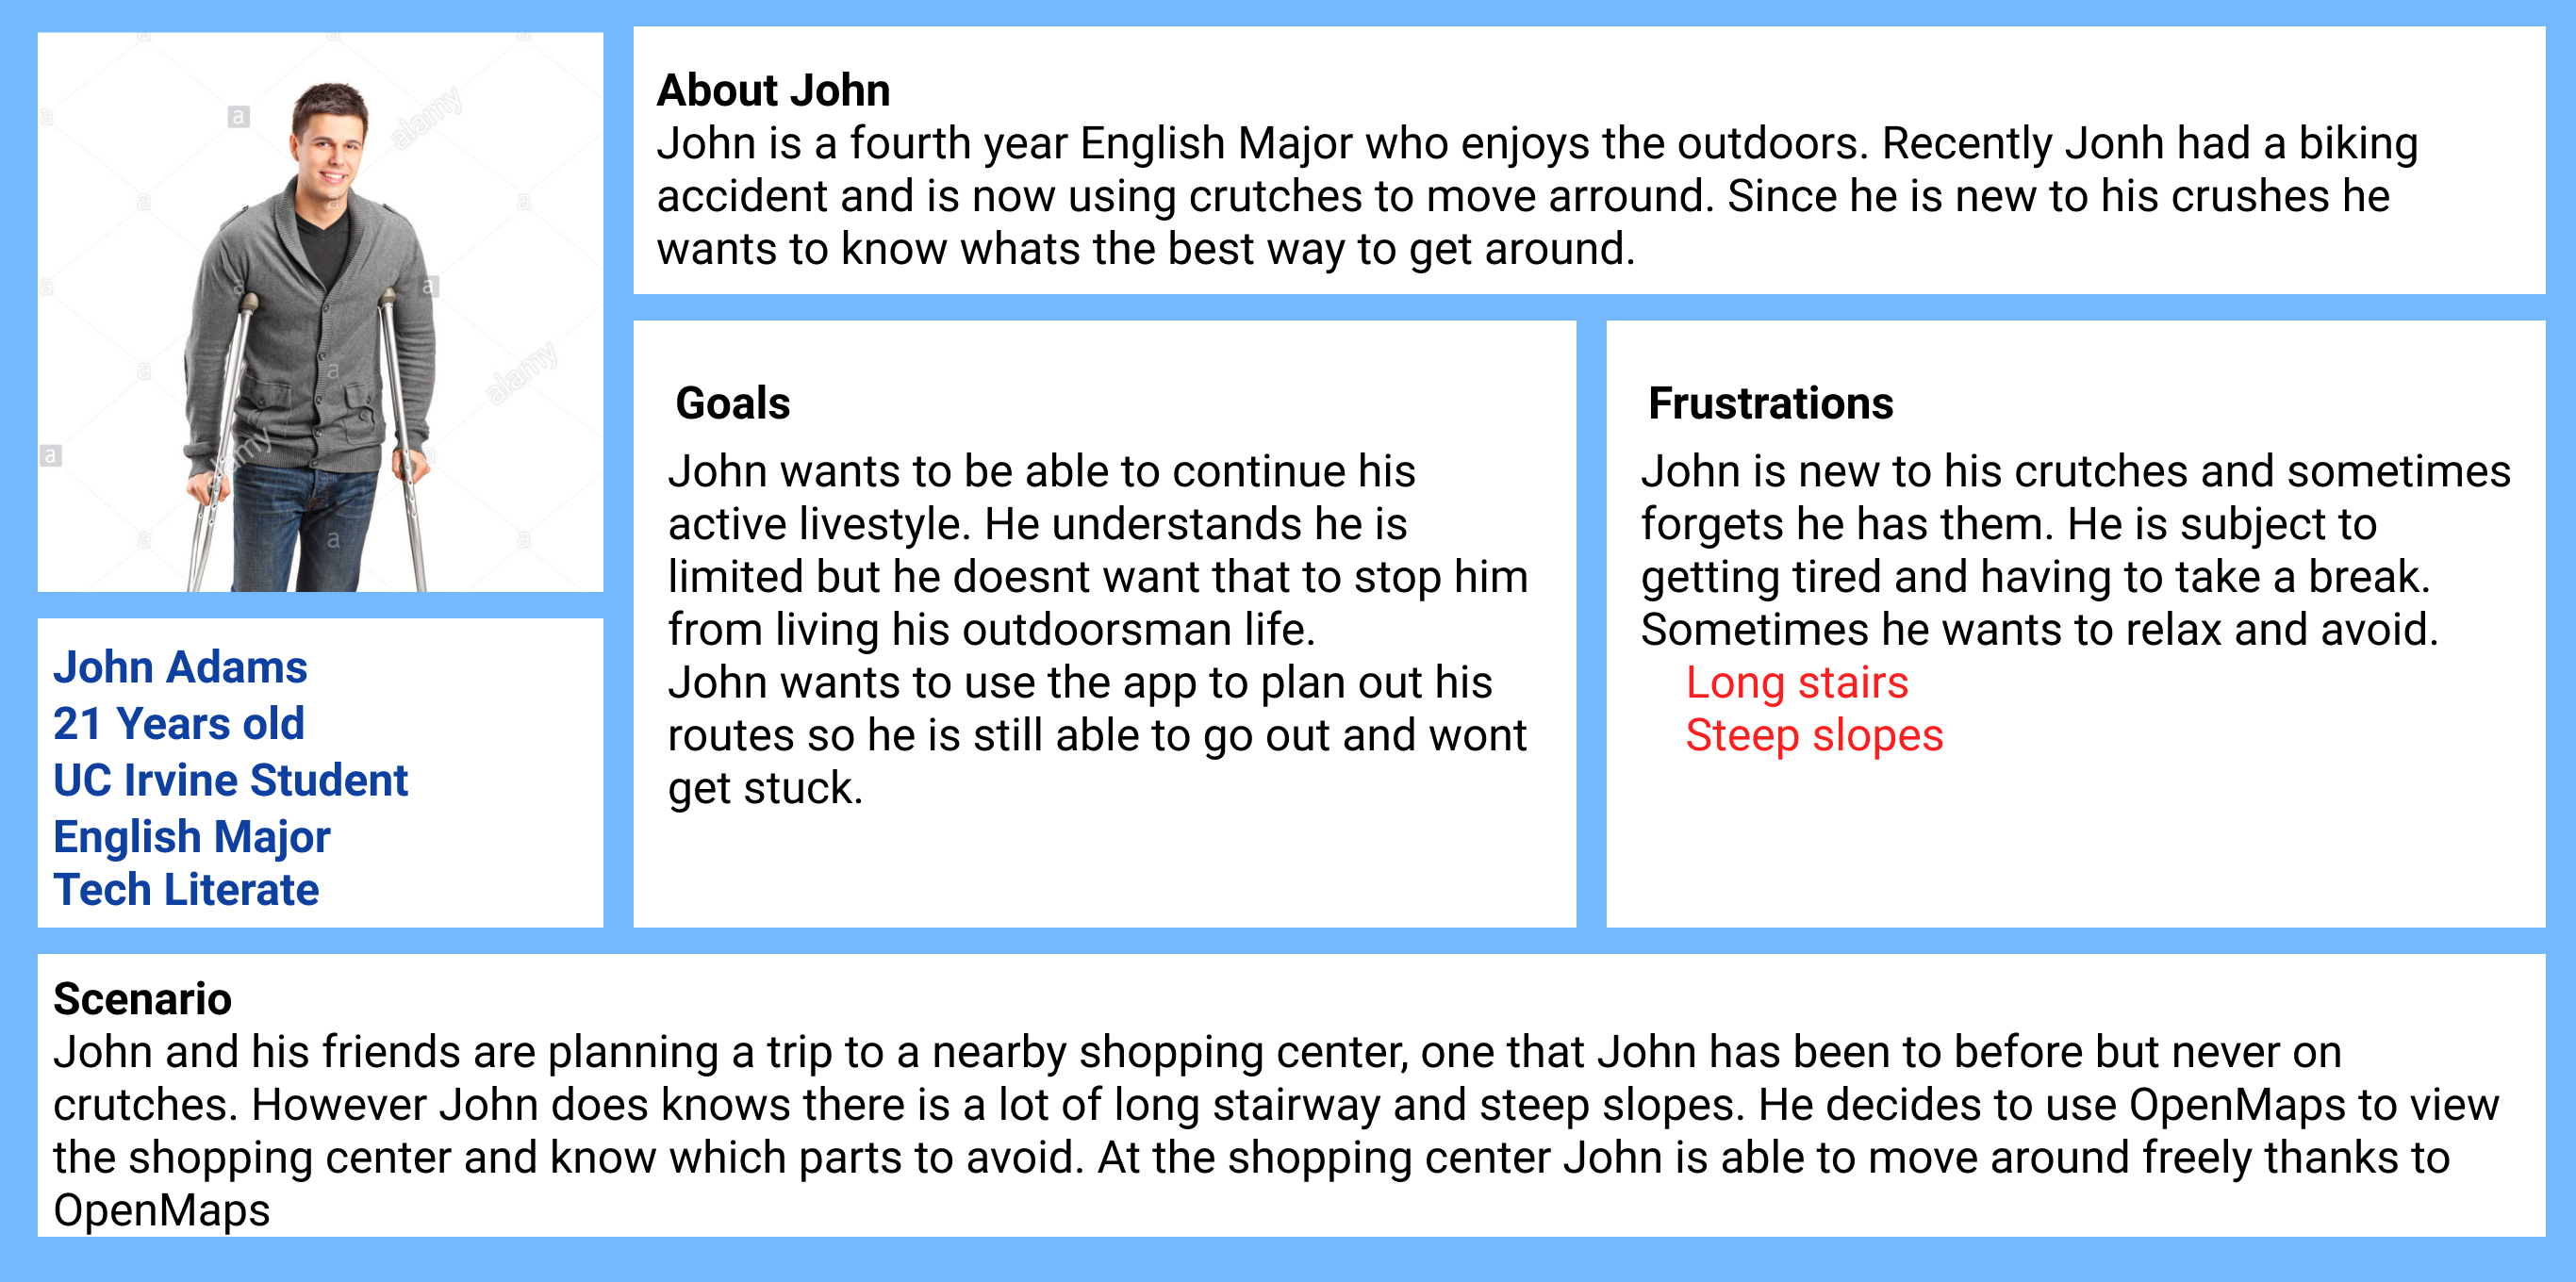 About John
John is a fourth year English Major who enjoys the outdoors. Recently Jonh had a biking
accident and is now using crutches to move arround. Since he is new to his crushes he
wants to know whats the best way to get around.
a
alamy
a
alamy
a
alamy
John Adams
21 Years old
UC Irvine Student
English Major
Tech Literate
Goals
John wants to be able to continue his
active livestyle. He understands he is
limited but he doesnt want that to stop him
from living his outdoorsman life.
John wants to use the app to plan out his
routes so he is still able to go out and wont
get stuck.
Frustrations
John is new to his crutches and sometimes
forgets he has them. He is subject to
getting tired and having to take a break.
Sometimes he wants to relax and avoid.
Long stairs
Steep slopes
Scenario
John and his friends are planning a trip to a nearby shopping center, one that John has been to before but never on
crutches. However John does knows there is a lot of long stairway and steep slopes. He decides to use OpenMaps to view
the shopping center and know which parts to avoid. At the shopping center John is able to move around freely thanks to
OpenMaps